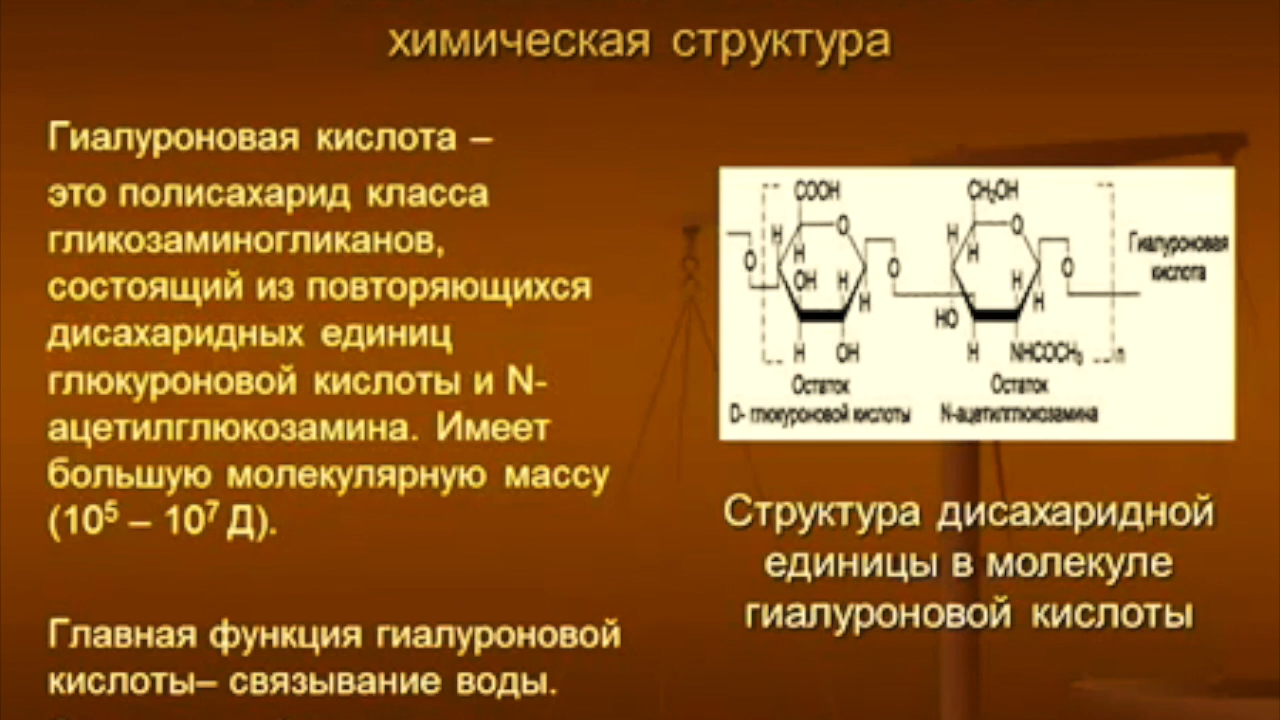 химическая структура
Гиалуроновая кислота –
это полисахарид класса
гликозаминогликанов,
состоящий из повторяющихся
дисахаридных единиц
глюкуроновой кислоты и N-
ацетилглюкозамина. Имеет
большую молекулярную массу
(10⁵ – 10⁷ Д).
Главная функция гиалуроновой
кислоты– связывание воды.
COOH CH₂OH
O O
H H
H H
O O O
OH H H
H H
HO
H OH H NHCOCH₃ n
Гиалуроновая
кислота
Остаток
D- глюкуроновой кислоты
Остаток
N-ацетилглюкозамина
Структура дисахаридной
единицы в молекуле
гиалуроновой кислоты